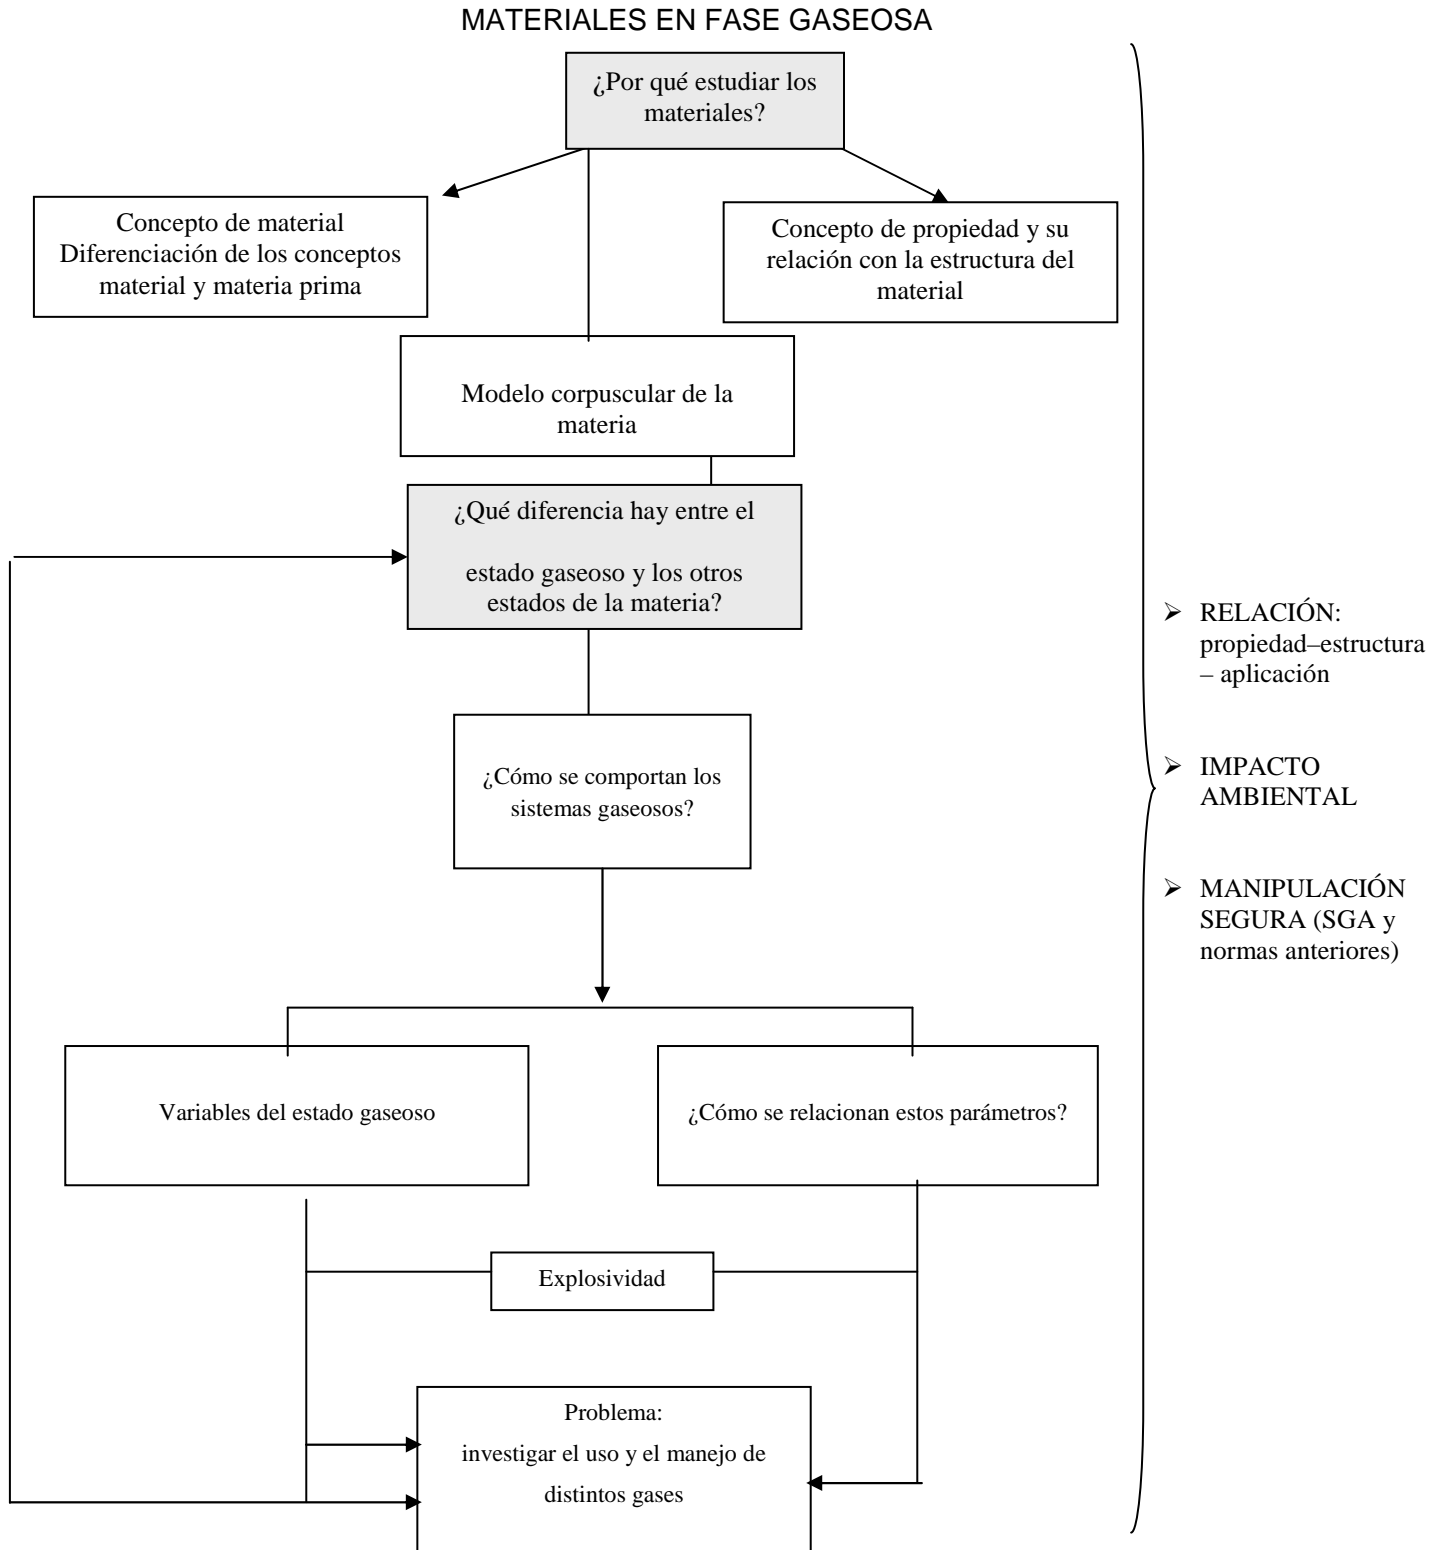 MATERIALES EN FASE GASEOSA
¿Por qué estudiar los
materiales?
Concepto de material
Diferenciación de los conceptos
material y materia prima
Concepto de propiedad y su
relación con la estructura del
material
Modelo corpuscular de la
materia
¿Qué diferencia hay entre el
estado gaseoso y los otros
estados de la materia?
¿Cómo se comportan los
sistemas gaseosos?
Variables del estado gaseoso
¿Cómo se relacionan estos parámetros?
Explosividad
Problema:
investigar el uso y el manejo de
distintos gases
➢ RELACIÓN:
propiedad–estructura
– aplicación
➢ IMPACTO
AMBIENTAL
➢ MANIPULACIÓN
SEGURA (SGA y
normas anteriores)